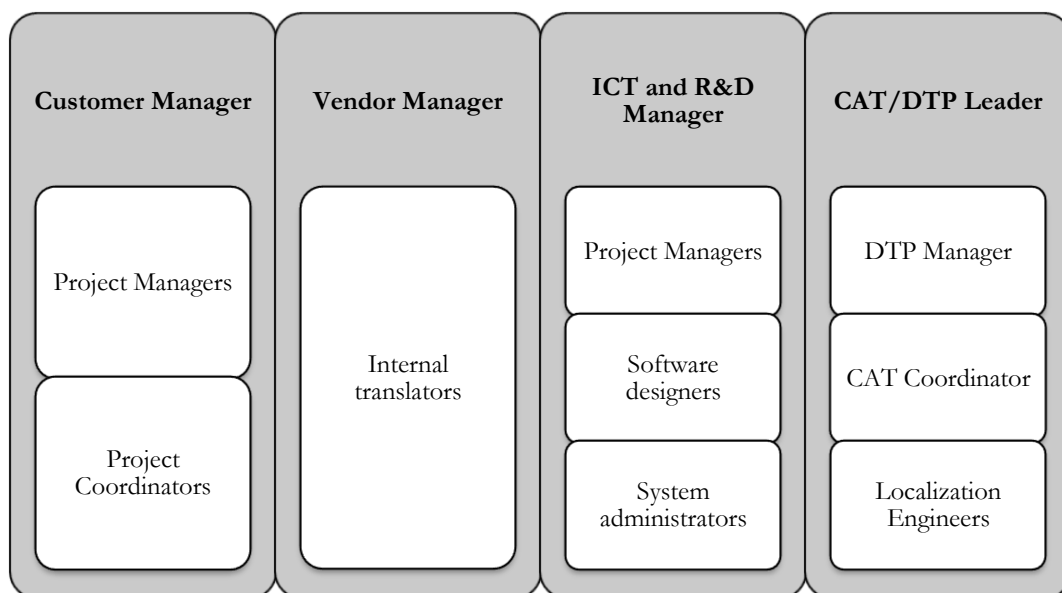 Customer Manager
Project Managers
Project
Coordinators
Vendor Manager
Internal
translators
ICT and R&D
Manager
Project Managers
Software
designers
System
administrators
CAT/DTP Leader
DTP Manager
CAT Coordinator
Localization
Engineers